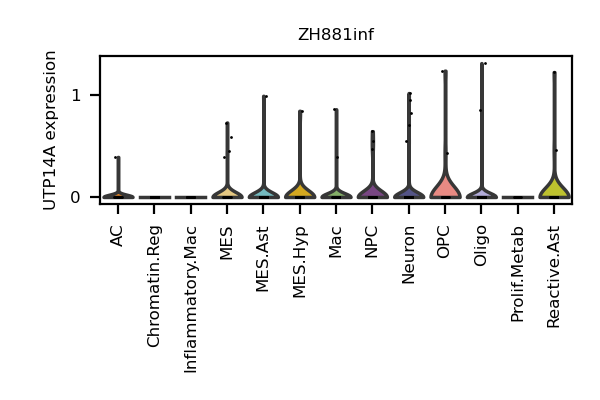 ZH881inf
UTP14A expression
1
0
AC
Chromatin.Reg
Inflammatory.Mac
MES
MES.Ast
MES.Hyp
Mac
NPC
Neuron
OPC
Oligo
Prolif.Metab
Reactive.Ast